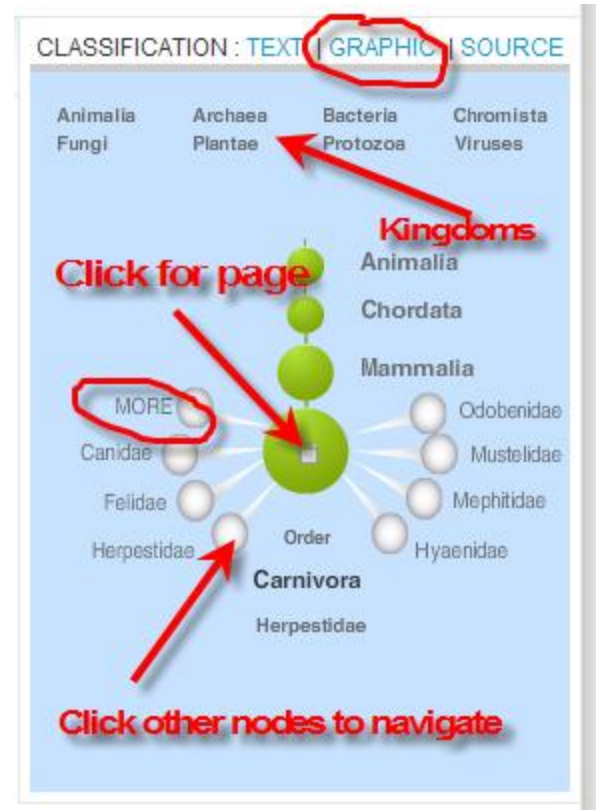 CLASSIFICATION : TEXT | GRAPHIC | SOURCE
Animalia Archaea Bacteria Chromista
Fungi Plantae Protozoa Viruses
Kingdoms
Click for page
Animalia
Chordata
Mammalia
MORE
Odobenidae
Canidae
Mustelidae
Felidae
Mephitidae
Herpestidae
Hyaenidae
Order
Carnivora
Herpestidae
Click other nodes to navigate